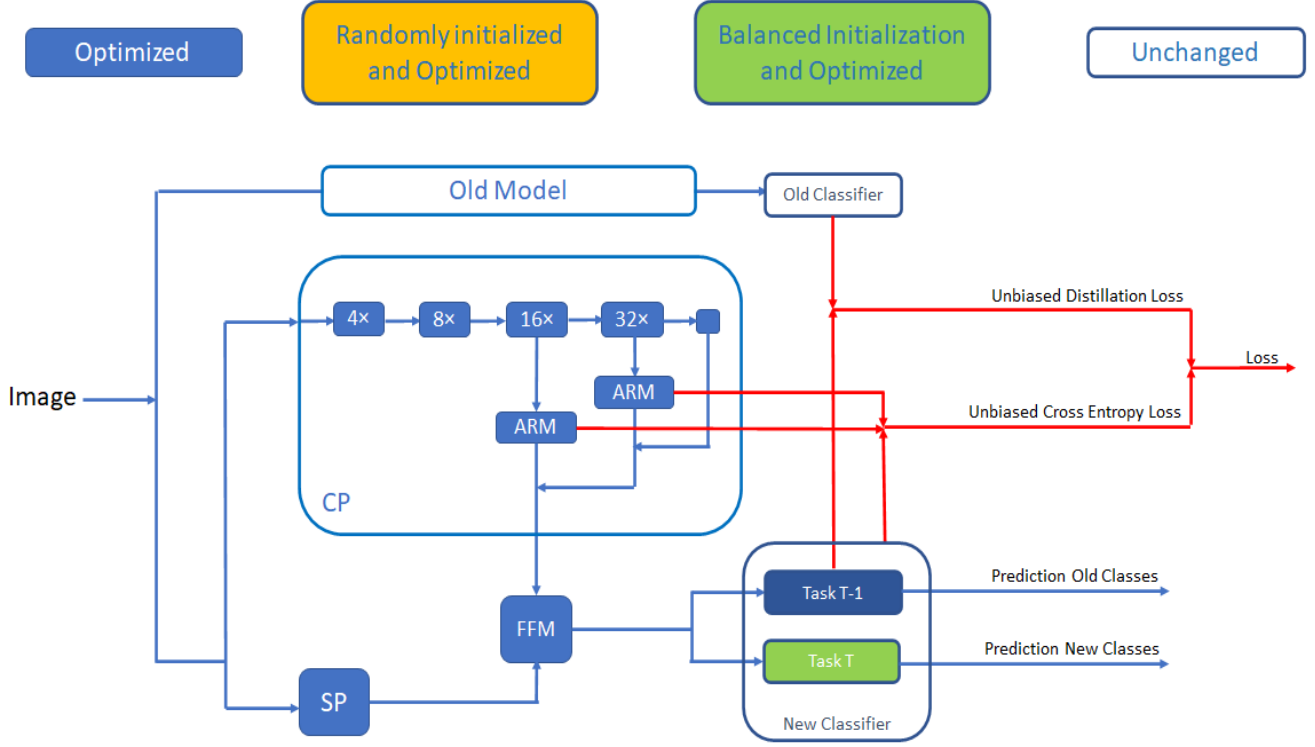 Optimized
Randomly initialized
and Optimized
Balanced Initialization
and Optimized
Unchanged
Old Model
Old Classifier
4×
8×
16×
32×
Unbiased Distillation Loss
Loss
ARM
Image
Unbiased Cross Entropy Loss
ARM
CP
Prediction Old Classes
Task T-1
FFM
Prediction New Classes
Task T
SP
New Classifier